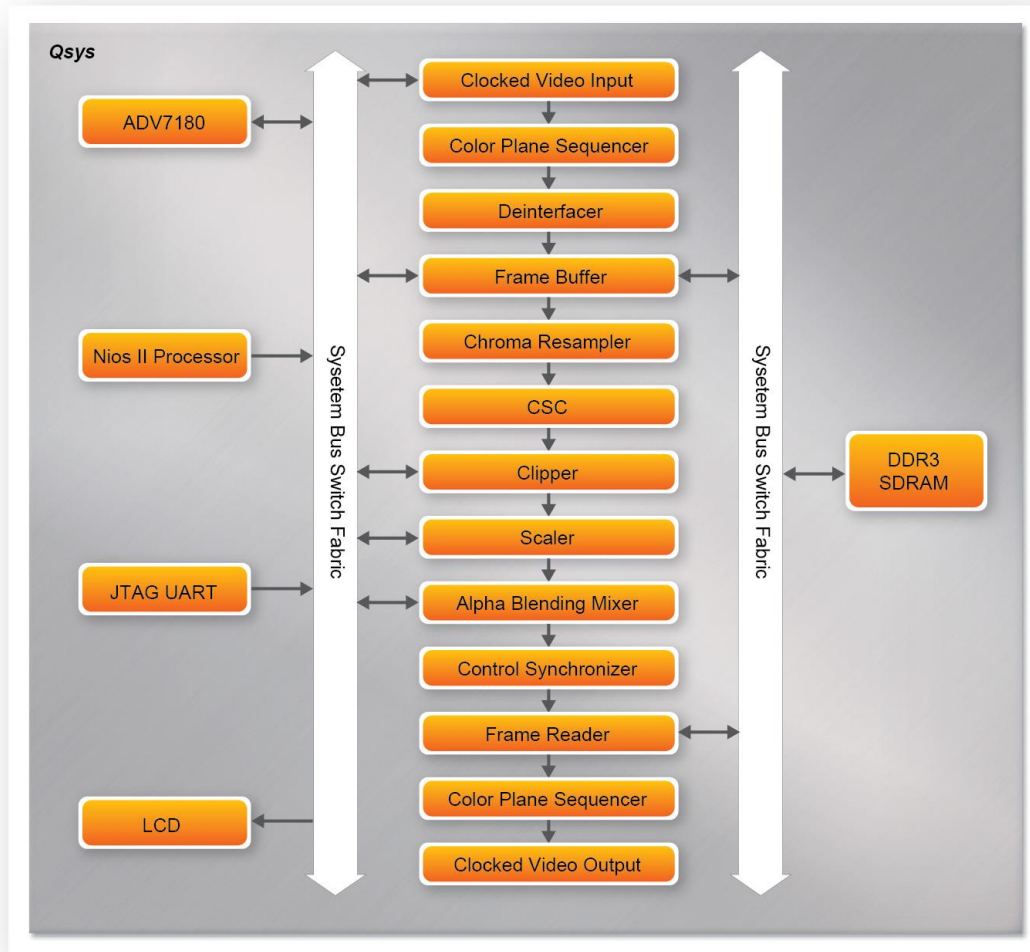 Qsys
ADV7180
Nios II Processor
JTAG UART
LCD
Sysetem Bus Switch Fabric
Clocked Video Input
Color Plane Sequencer
Deinterfacer
Frame Buffer
Chroma Resampler
CSC
Clipper
Scaler
Alpha Blending Mixer
Control Synchronizer
Frame Reader
Color Plane Sequencer
Clocked Video Output
Sysetem Bus Switch Fabric
DDR3
SDRAM